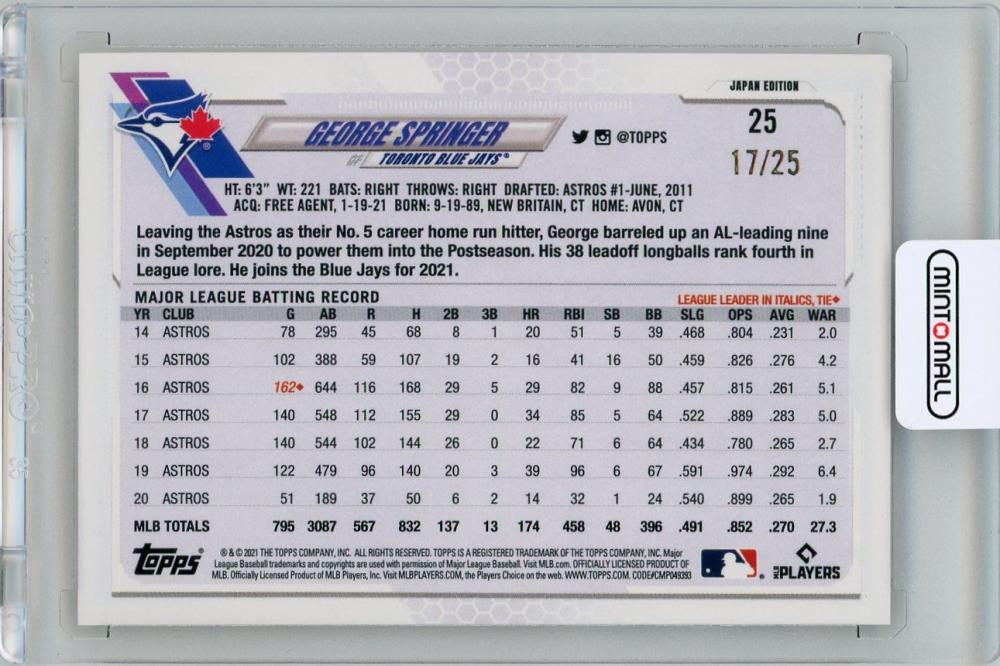 JAPAN EDITION
25
17/25
GEORGE SPRINGER
OF TORONTO BLUE JAYS®
@TOPPS
HT: 6'3" WT: 221 BATS: RIGHT THROWS: RIGHT DRAFTED: ASTROS #1-JUNE, 2011
ACQ: FREE AGENT, 1-19-21 BORN: 9-19-89, NEW BRITAIN, CT HOME: AVON, CT
Leaving the Astros as their No. 5 career home run hitter, George barreled up an AL-leading nine
in September 2020 to power them into the Postseason. His 38 leadoff longballs rank fourth in
League lore. He joins the Blue Jays for 2021.
MAJOR LEAGUE BATTING RECORD LEAGUE LEADER IN ITALICS, TIE◆
YR CLUB G AB R H 2B 3B HR RBI SB BB SLG OPS AVG WAR
14 ASTROS 78 295 45 68 8 1 20 51 5 39 .468 .804 .231 2.0
15 ASTROS 102 388 59 107 19 2 16 41 16 50 .459 .826 .276 4.2
16 ASTROS 162◆ 644 116 168 29 5 29 82 9 88 .457 .815 .261 5.1
17 ASTROS 140 548 112 155 29 0 34 85 5 64 .522 .889 .283 5.0
18 ASTROS 140 544 102 144 26 0 22 71 6 64 .434 .780 .265 2.7
19 ASTROS 122 479 96 140 20 3 39 96 6 67 .591 .974 .292 6.4
20 ASTROS 51 189 37 50 6 2 14 32 1 24 .540 .899 .265 1.9
MLB TOTALS 795 3087 567 832 137 13 174 458 48 396 .491 .852 .270 27.3
Topps®
® & © 2021 THE TOPPS COMPANY, INC. ALL RIGHTS RESERVED. TOPPS IS A REGISTERED TRADEMARK OF THE TOPPS COMPANY, INC. Major
League Baseball trademarks and copyrights are used with permission of Major League Baseball. Visit MLB.com. OFFICIALLY LICENSED PRODUCT OF
MLB. Officially Licensed Product of MLB Players, Inc. Visit MLBPLAYERS.COM, the Players Choice on the web. WWW.TOPPS.COM. CODE#CMP049393
MLB PLAYERS
MINT MALL